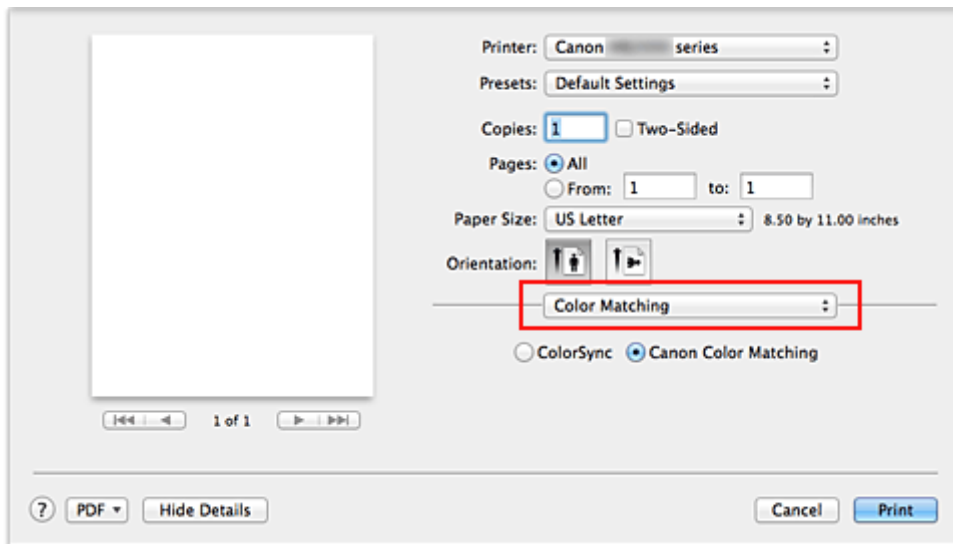 Printer: Canon series
Presets: Default Settings
Copies: 1 Two-Sided
Pages: All
From: 1 to: 1
Paper Size: US Letter 8.50 by 11.00 inches
Orientation:
Color Matching
ColorSync Canon Color Matching
1 of 1
? PDF Hide Details Cancel Print